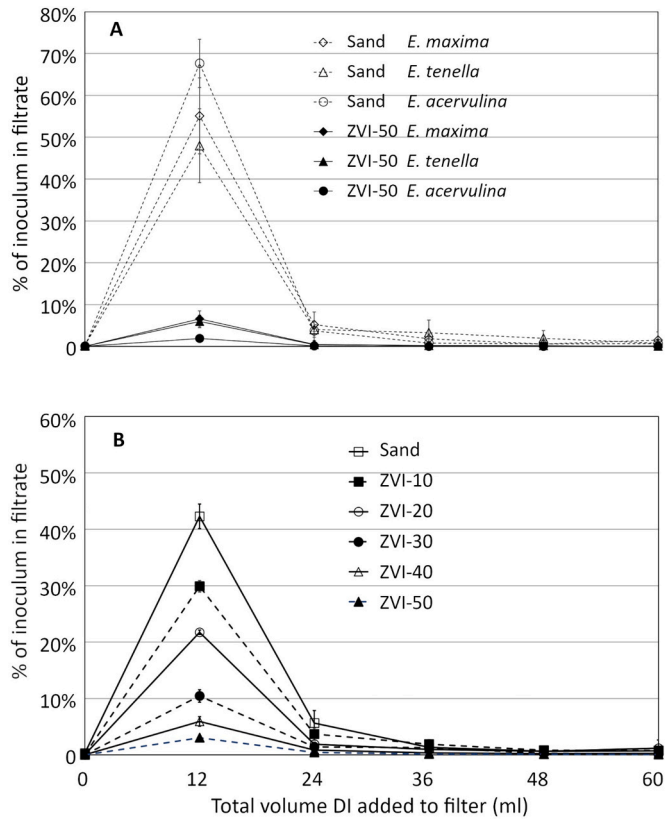 80%
A
70%
60%
50%
40%
30%
20%
10%
0
% of inoculum in filtrate
Sand E. maxima
Sand E. tenella
Sand E. acervulina
ZVI-50 E. maxima
ZVI-50 E. tenella
ZVI-50 E. acervulina
60%
B
50%
40%
30%
20%
10%
0
% of inoculum in filtrate
Sand
ZVI-10
ZVI-20
ZVI-30
ZVI-40
ZVI-50
0 12 24 36 48 60
Total volume DI added to filter (ml)